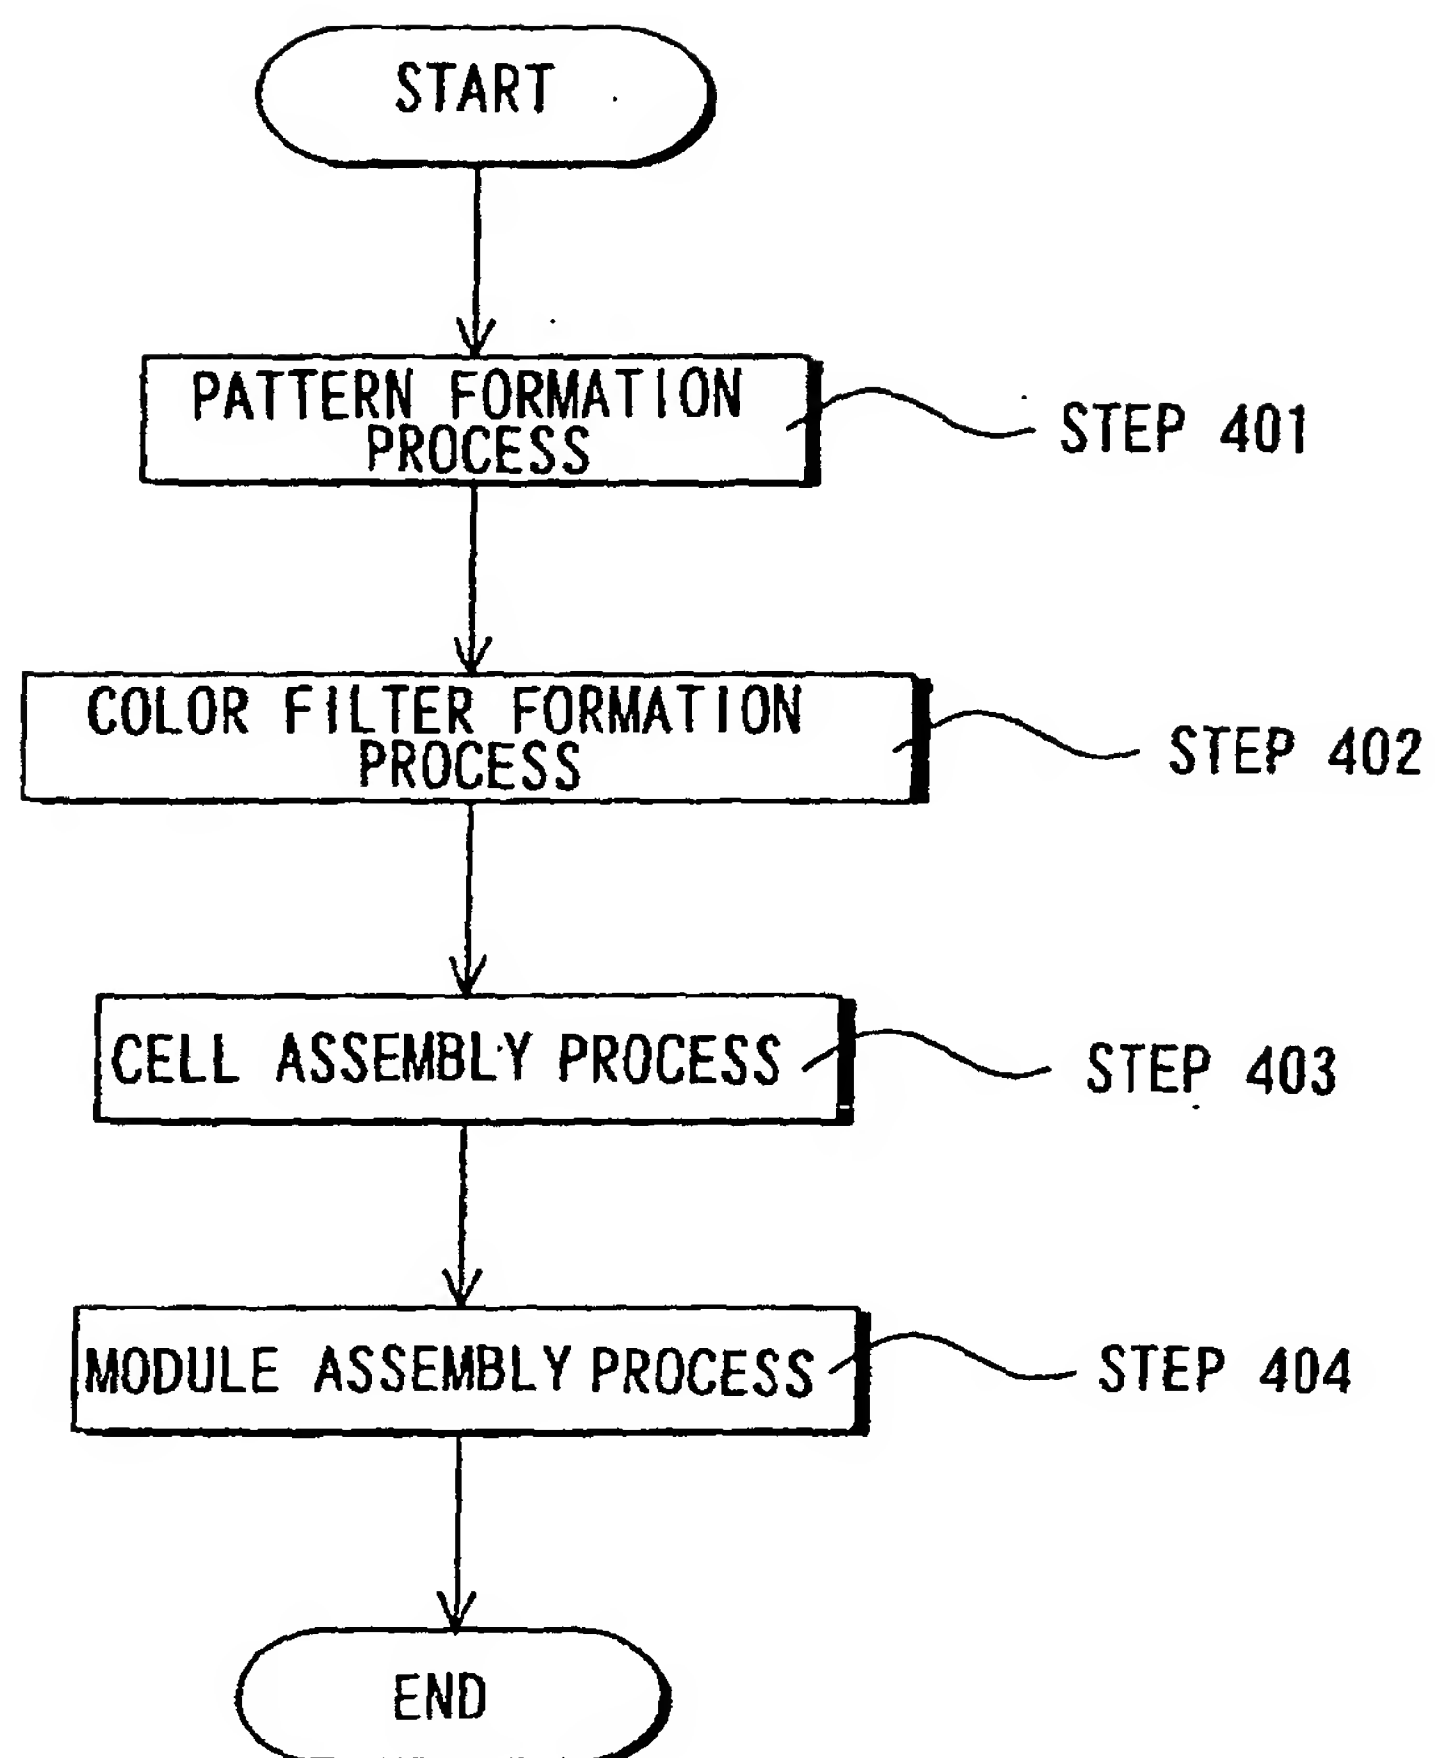 START
PATTERN FORMATION
PROCESS
STEP 401
COLOR FILTER FORMATION
PROCESS
STEP 402
CELL ASSEMBLY PROCESS
STEP 403
MODULE ASSEMBLY PROCESS
STEP 404
END